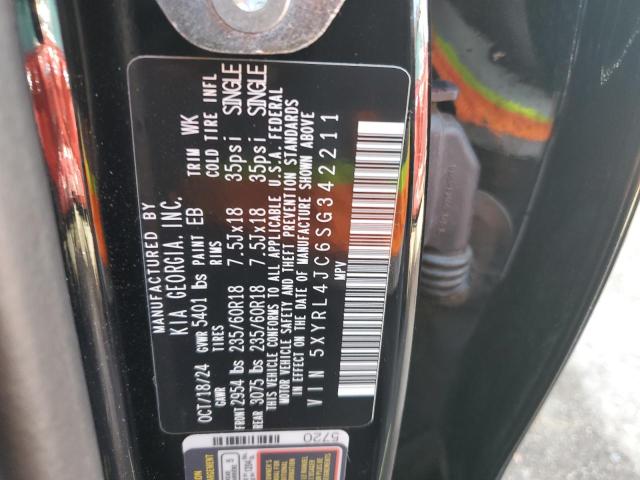 MANUFACTURED BY
KIA GEORGIA, INC.
OCT/18/24 GVWR 5401 lbs PAINT EB TRIM WK
GAWR TIRES RIMS COLD TIRE INFL
FRONT 2954 lbs 235/60R18 7.5Jx18 35psi SINGLE
REAR 3075 lbs 235/60R18 7.5Jx18 35psi SINGLE
THIS VEHICLE CONFORMS TO ALL APPLICABLE U.S.A. FEDERAL
MOTOR VEHICLE SAFETY AND THEFT PREVENTION STANDARDS
IN EFFECT ON THE DATE OF MANUFACTURE SHOWN ABOVE
VIN 5XYRL4JC6SG342211
MPV
5720